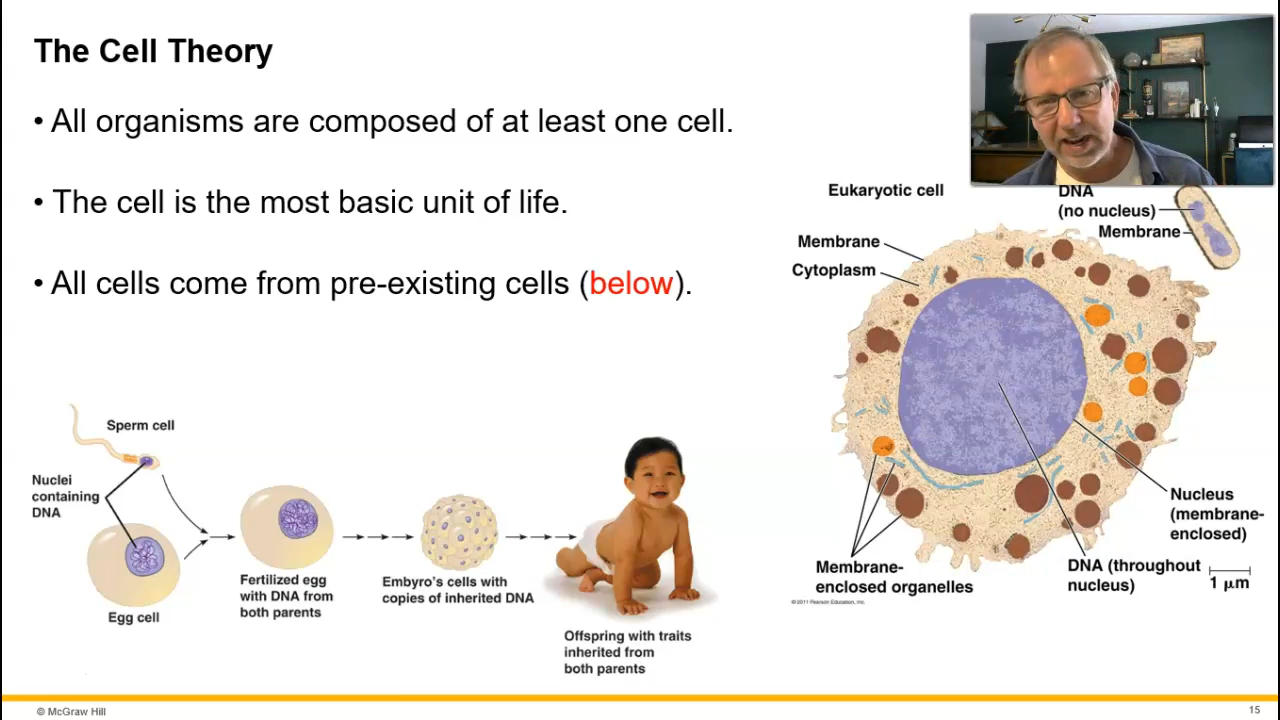 The Cell Theory
• All organisms are composed of at least one cell.
• The cell is the most basic unit of life.
• All cells come from pre-existing cells (below).
Sperm cell
Nuclei
containing
DNA
Egg cell
Fertilized egg
with DNA from
both parents
Embyro's cells with
copies of inherited DNA
Offspring with traits
inherited from
both parents
Eukaryotic cell
DNA
(no nucleus)
Membrane
Membrane
Cytoplasm
Nucleus
(membrane-
enclosed)
Membrane-
enclosed organelles
DNA (throughout
nucleus)
1 µm
© 2011 Pearson Education, Inc.
© McGraw Hill
15